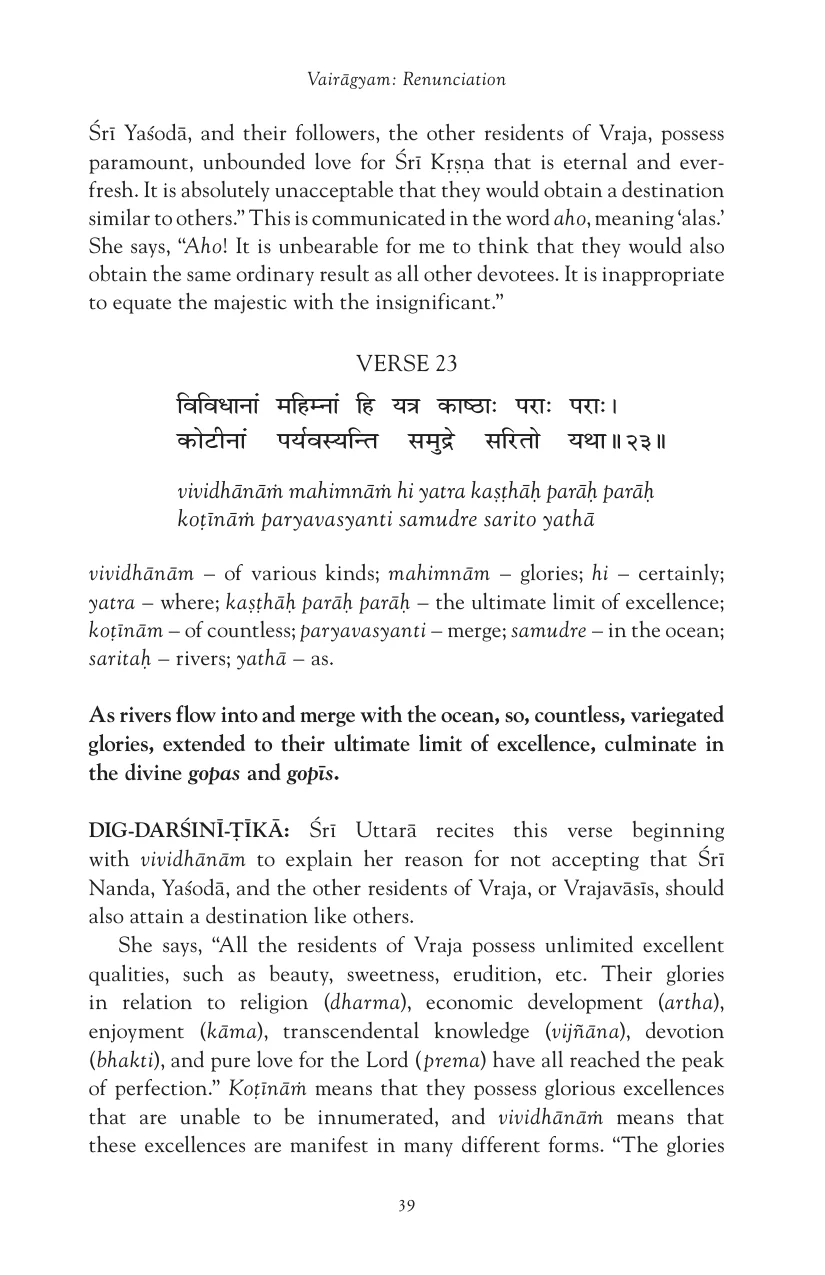 Vairāgyam: Renunciation
Śrī Yaśodā, and their followers, the other residents of Vraja, possess
paramount, unbounded love for Śrī Kṛṣṇa that is eternal and ever-
fresh. It is absolutely unacceptable that they would obtain a destination
similar to others.” This is communicated in the word aho, meaning ‘alas.’
She says, “Aho! It is unbearable for me to think that they would also
obtain the same ordinary result as all other devotees. It is inappropriate
to equate the majestic with the insignificant.”
VERSE 23
विविधानां महिम्नां हि यत्र काष्ठाः पराः पराः।
कोटीनां पर्यवस्यन्ति समुद्रे सरितो यथा॥२३॥
vividhānāṁ mahimnāṁ hi yatra kaṣṭhāḥ parāḥ parāḥ
koṭīnāṁ paryavasyanti samudre sarito yathā
vividhānām – of various kinds; mahimnām – glories; hi – certainly;
yatra – where; kaṣṭhāḥ parāḥ parāḥ – the ultimate limit of excellence;
koṭīnām – of countless; paryavasyanti – merge; samudre – in the ocean;
saritaḥ – rivers; yathā – as.
As rivers flow into and merge with the ocean, so, countless, variegated
glories, extended to their ultimate limit of excellence, culminate in
the divine gopas and gopīs.
DIG-DARŚINĪ-ṬĪKĀ: Śrī Uttarā recites this verse beginning
with vividhānām to explain her reason for not accepting that Śrī
Nanda, Yaśodā, and the other residents of Vraja, or Vrajavāsīs, should
also attain a destination like others.
She says, “All the residents of Vraja possess unlimited excellent
qualities, such as beauty, sweetness, erudition, etc. Their glories
in relation to religion (dharma), economic development (artha),
enjoyment (kāma), transcendental knowledge (vijñāna), devotion
(bhakti), and pure love for the Lord (prema) have all reached the peak
of perfection.” Koṭīnāṁ means that they possess glorious excellences
that are unable to be innumerated, and vividhānāṁ means that
these excellences are manifest in many different forms. “The glories
39